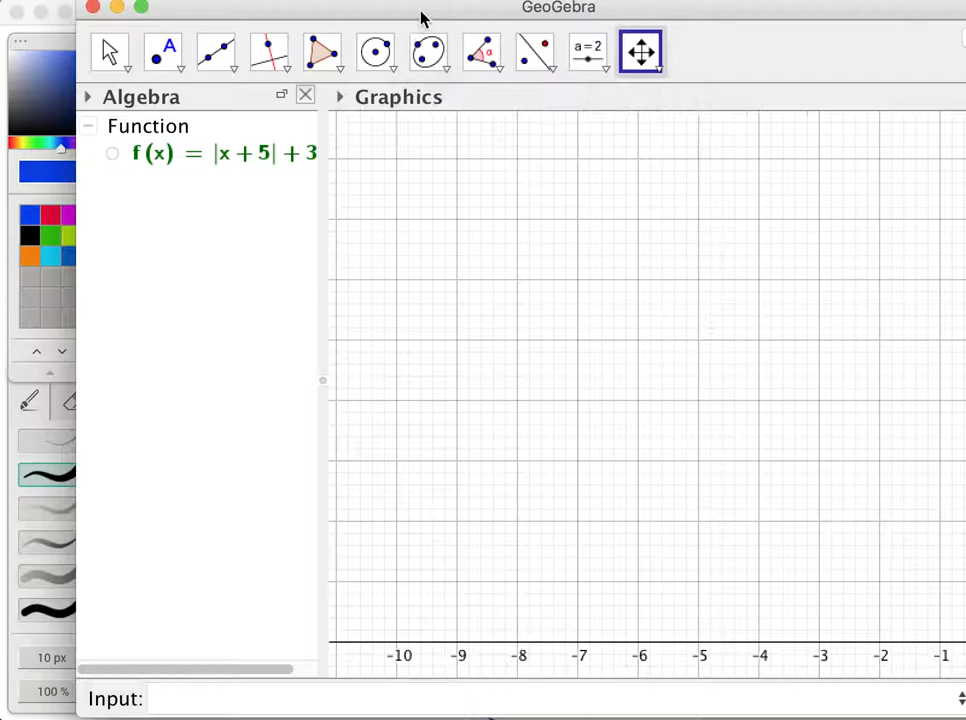 GeoGebra
A
α
a=2
Algebra
Graphics
Function
f(x) = |x+5|+3
-10 -9 -8 -7 -6 -5 -4 -3 -2 -1
10 px
100 %
Input: